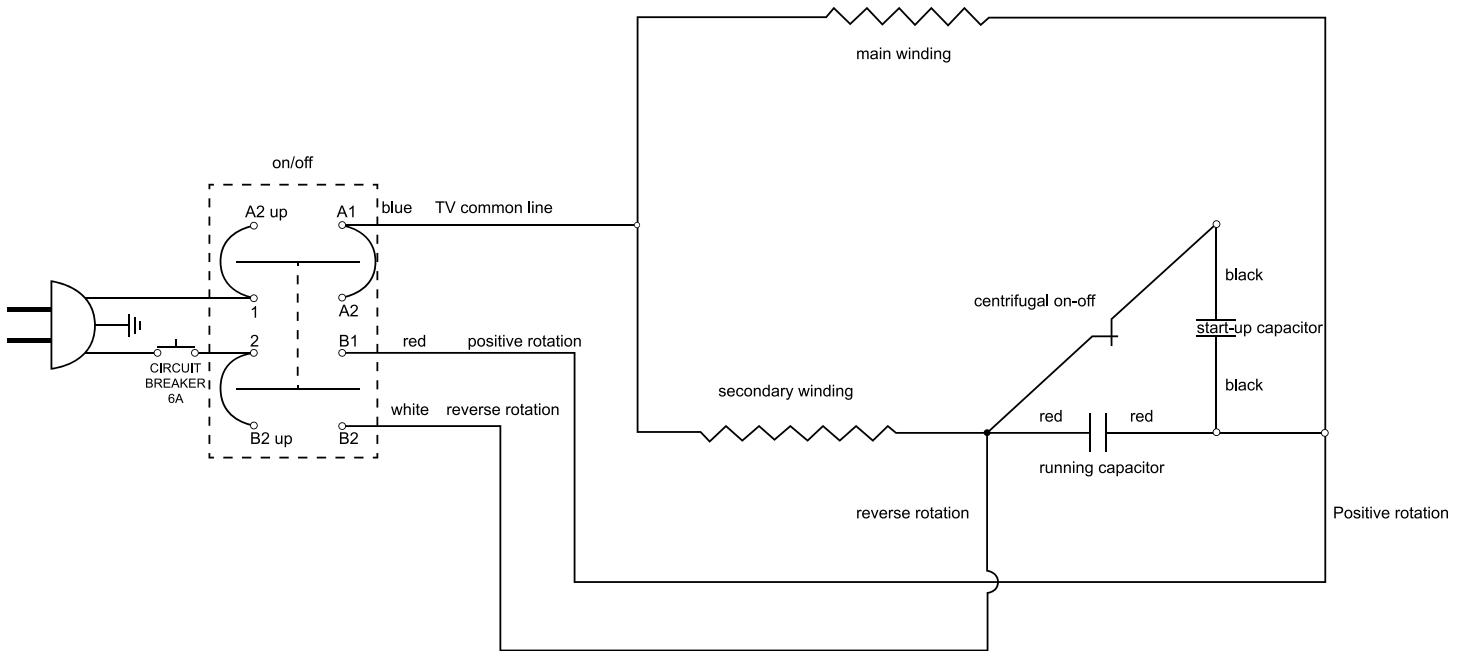 main winding
on/off
A2 up
A1
blue
TV common line
1
A2
centrifugal on-off
black
start-up capacitor
2
B1
red
positive rotation
CIRCUIT
BREAKER
6A
black
secondary winding
white
reverse rotation
B2 up
B2
red
red
running capacitor
reverse rotation
Positive rotation